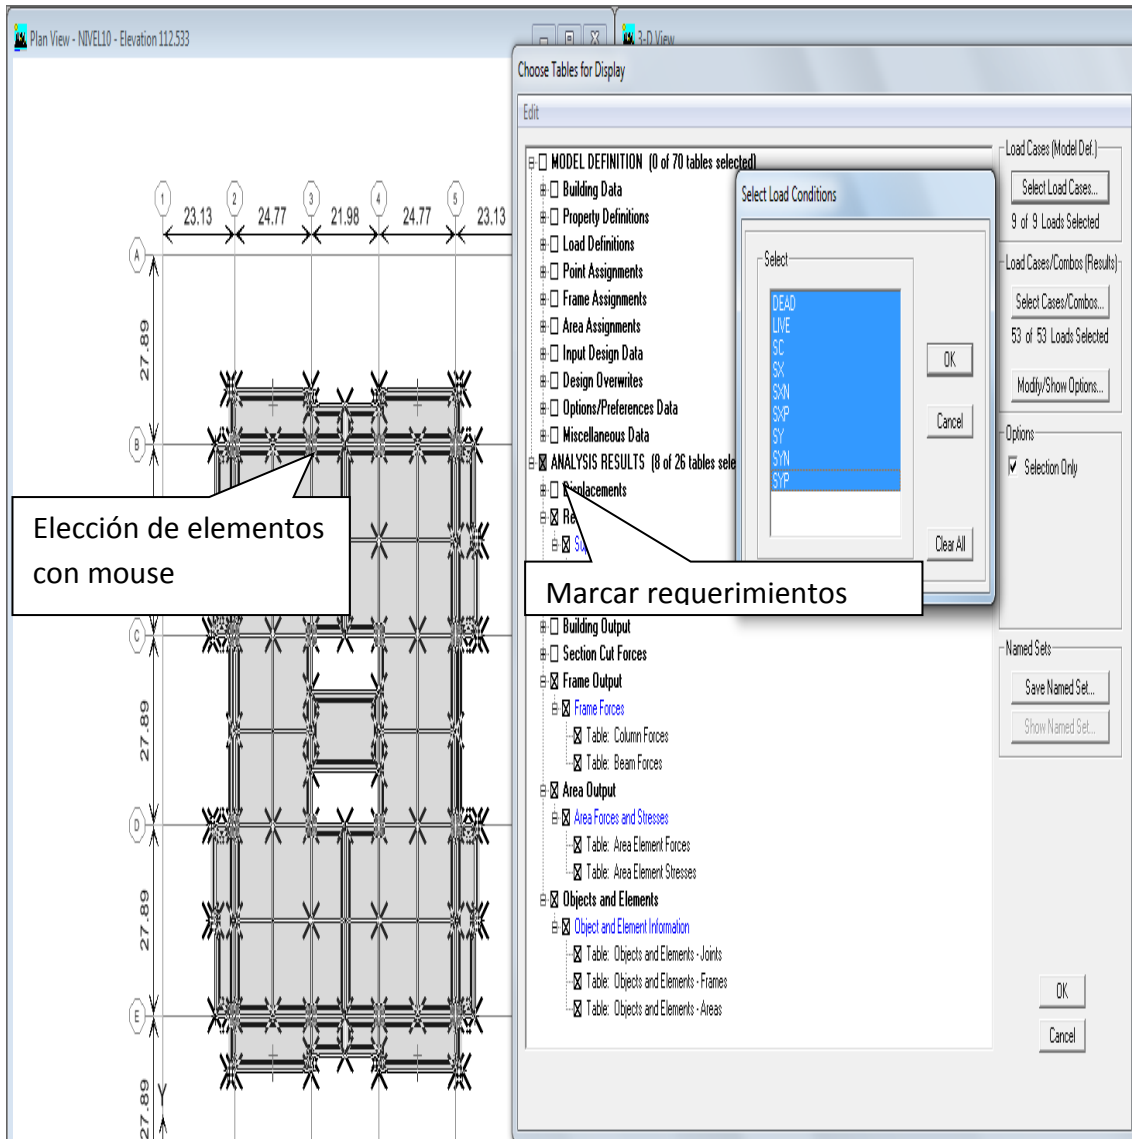 Plan View - NIVEL10 - Elevation 112.533
3-D View
1 2 3 4 5
23.13 24.77 21.98 24.77 23.13
A
27.89
B
Elección de elementos
con mouse
C
27.89
D
27.89
E
27.89
Y
Choose Tables for Display
Edit
MODEL DEFINITION (0 of 70 tables selected)
Building Data
Property Definitions
Load Definitions
Point Assignments
Frame Assignments
Area Assignments
Input Design Data
Design Overwrites
Options/Preferences Data
Miscellaneous Data
ANALYSIS RESULTS (8 of 26 tables sele
Displacements
Re
Marcar requerimientos
Building Output
Section Cut Forces
Frame Output
Frame Forces
Table: Column Forces
Table: Beam Forces
Area Output
Area Forces and Stresses
Table: Area Element Forces
Table: Area Element Stresses
Objects and Elements
Object and Element Information
Table: Objects and Elements - Joints
Table: Objects and Elements - Frames
Table: Objects and Elements - Areas
Select Load Conditions
Select
DEAD
LIVE
SC
SX
SXN
SXP
SY
SYN
SYP
OK
Cancel
Clear All
Load Cases (Model Def.)
Select Load Cases...
9 of 9 Loads Selected
Load Cases/Combos (Results)
Select Cases/Combos...
53 of 53 Loads Selected
Modify/Show Options...
Options
Selection Only
Named Sets
Save Named Set...
Show Named Set...
OK
Cancel